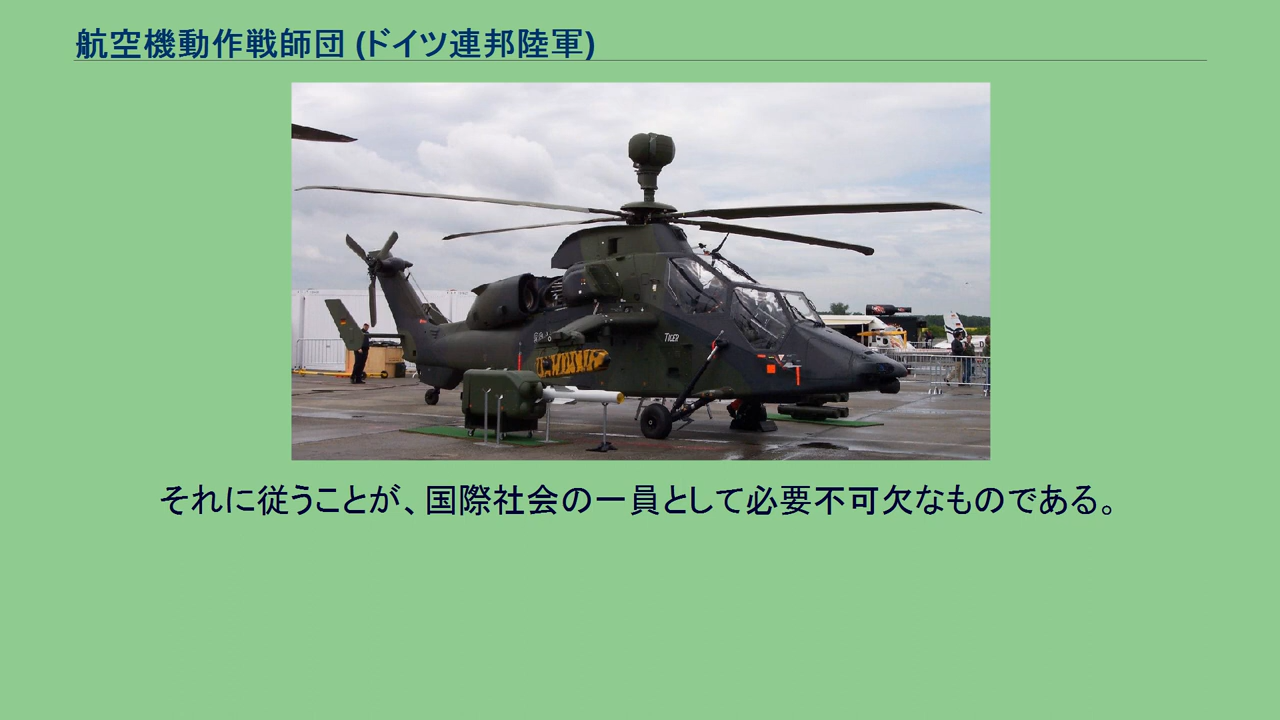 航空機動作戦師団 (ドイツ連邦陸軍)
TIGER
それに従うことが、国際社会の一員として必要不可欠なものである。